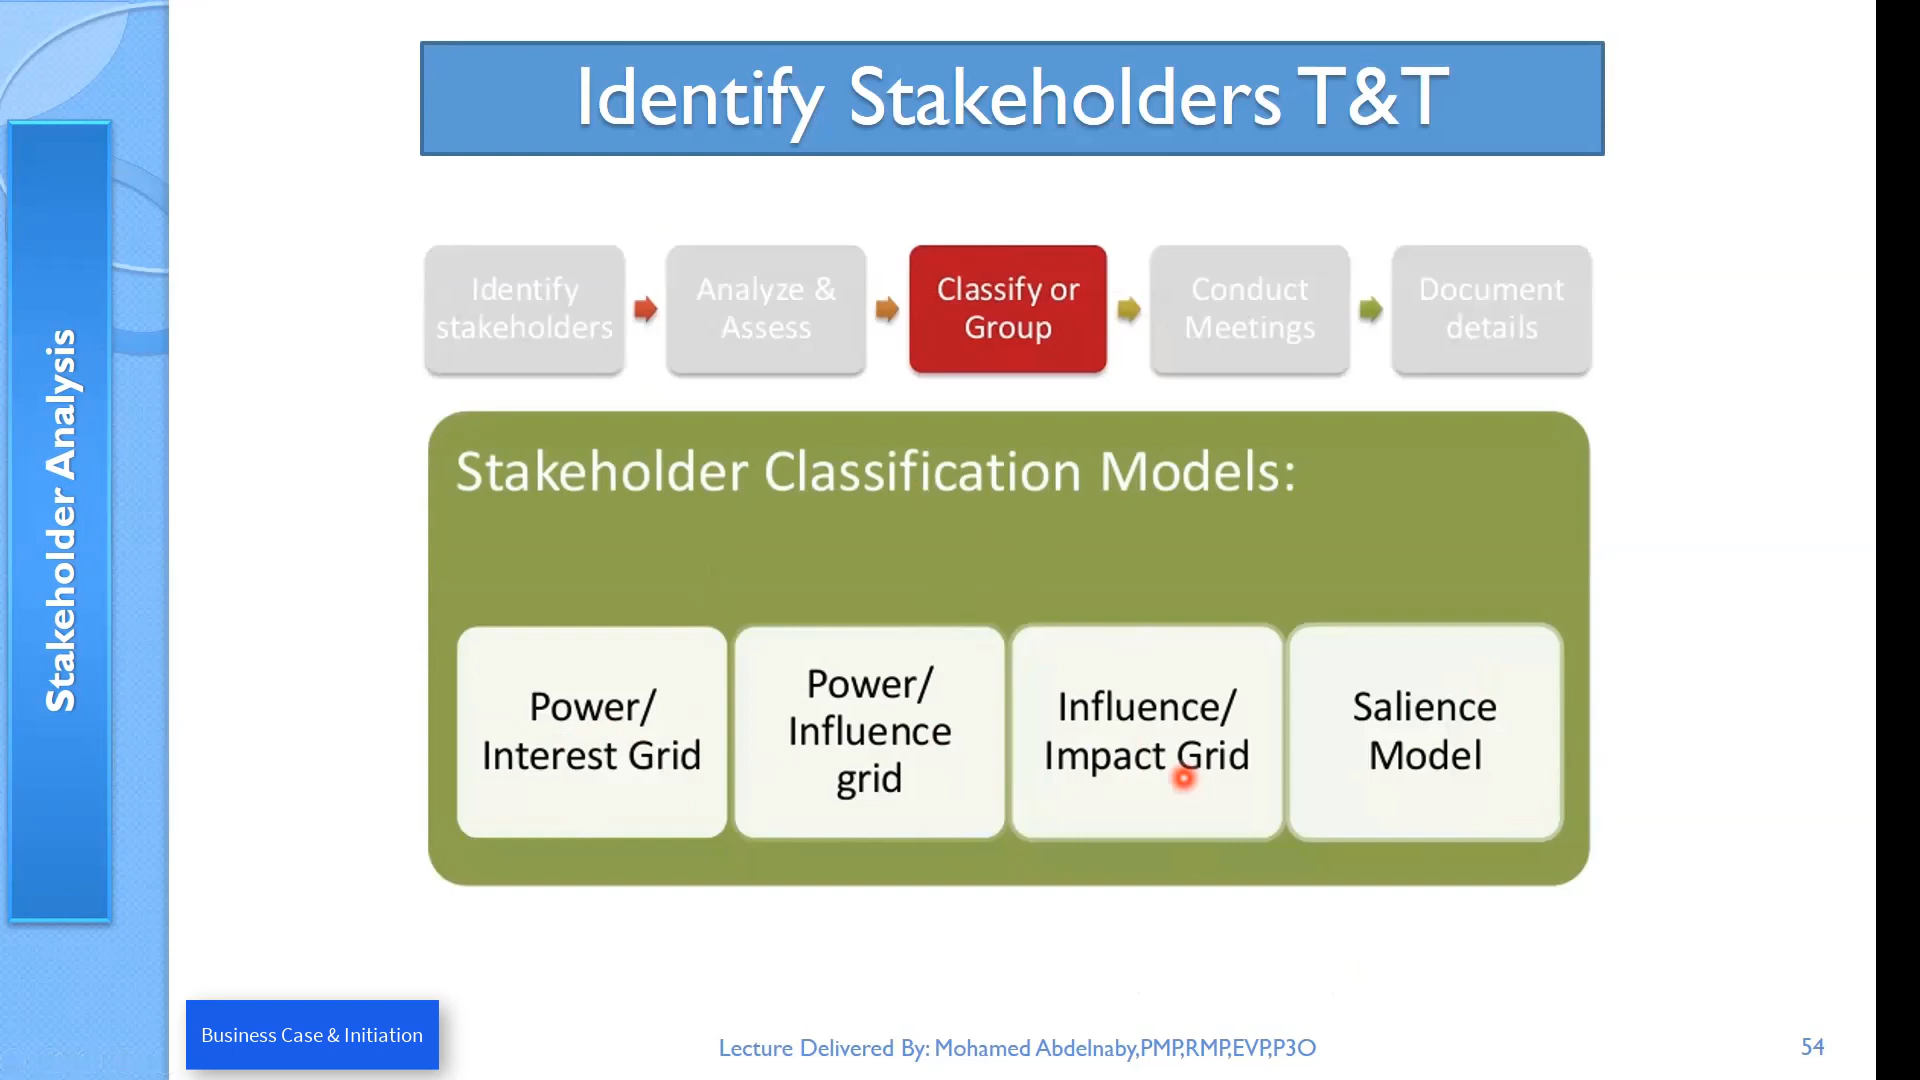 Identify Stakeholders T&T
Stakeholder Analysis
Identify
stakeholders
Analyze &
Assess
Classify or
Group
Conduct
Meetings
Document
details
Stakeholder Classification Models:
Power/
Interest Grid
Power/
Influence
grid
Influence/
Impact Grid
Salience
Model
Business Case & Initiation
Lecture Delivered By: Mohamed Abdelnaby,PMP,RMP,EVP,P3O
54